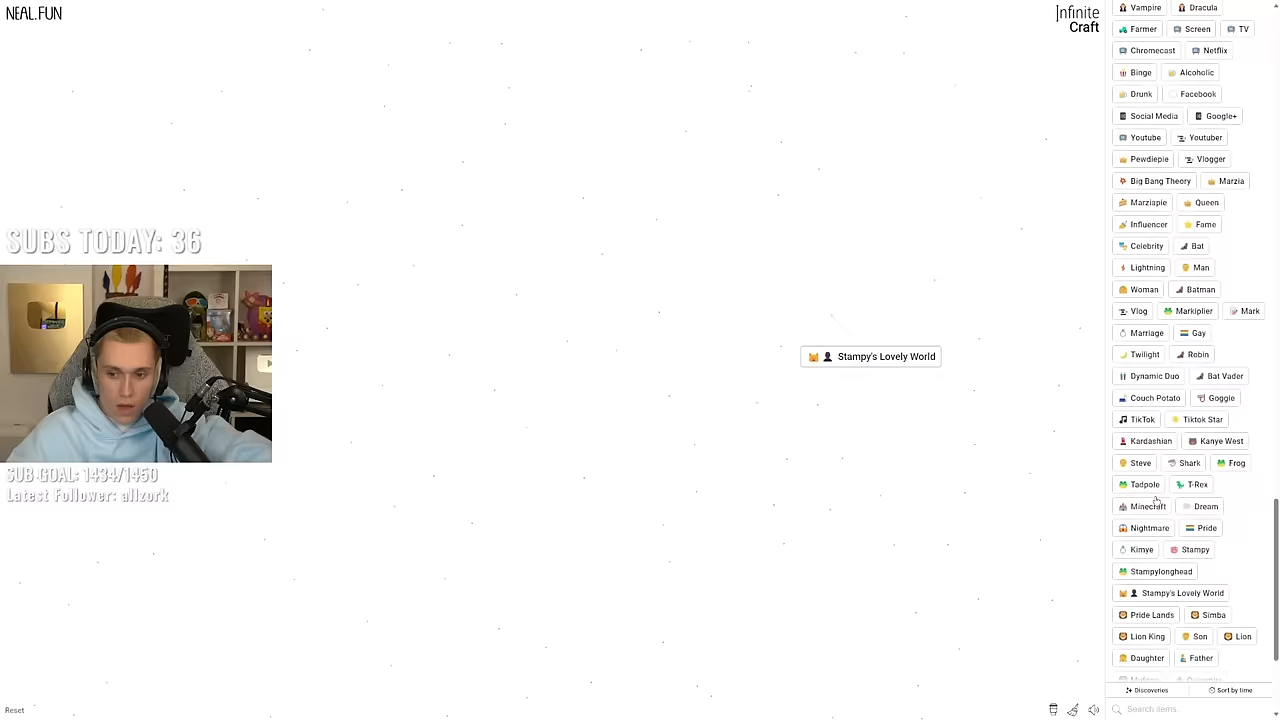 NEAL.FUN
Infinite
Craft
SUBS TODAY: 36
SUB GOAL: 1434/1450
Latest Follower: allzork
Stampy's Lovely World
Vampire Dracula
Farmer Screen TV
Chromecast Netflix
Binge Alcoholic
Drunk Facebook
Social Media Google+
Youtube Youtuber
Pewdiepie Vlogger
Big Bang Theory Marzia
Marziapie Queen
Influencer Fame
Celebrity Bat
Lightning Man
Woman Batman
Vlog Markiplier Mark
Marriage Gay
Twilight Robin
Dynamic Duo Bat Vader
Couch Potato Goggle
TikTok Tiktok Star
Kardashian Kanye West
Steve Shark Frog
Tadpole T-Rex
Minecraft Dream
Nightmare Pride
Kimye Stampy
Stampylonghead
Stampy's Lovely World
Pride Lands Simba
Lion King Son Lion
Daughter Father
Discoveries Sort by time
Search items...
Reset